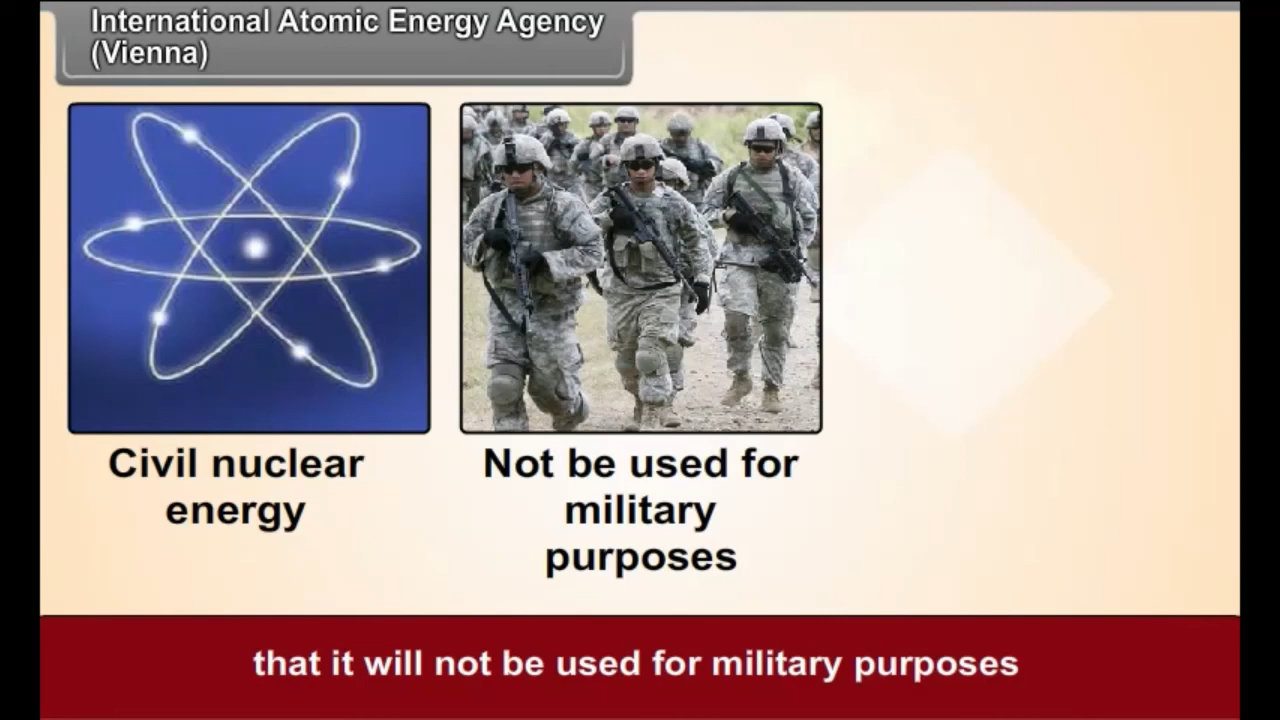 International Atomic Energy Agency
(Vienna)
Civil nuclear
energy
Not be used for
military
purposes
that it will not be used for military purposes